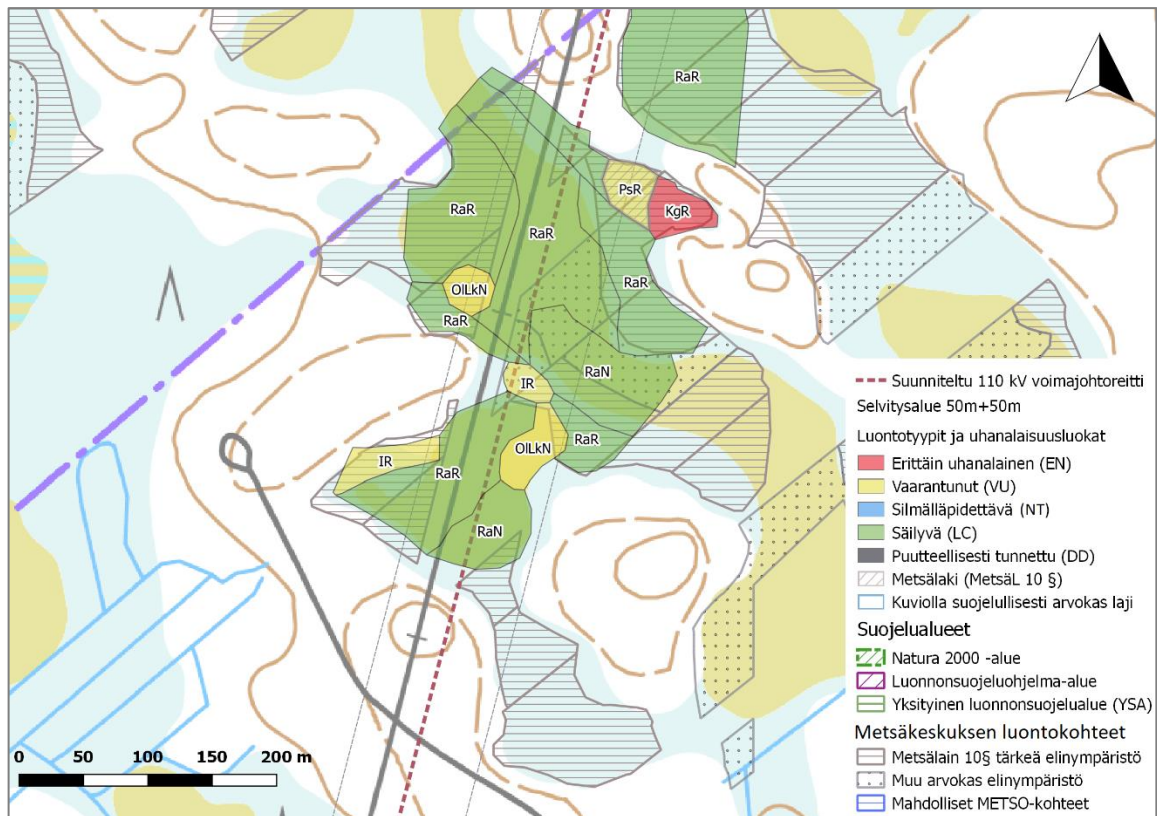 RaR
PsR
KgR
RaR
RaR
RaR
OlLkN
RaR
RaN
IR
RaR
OlLkN
IR
RaR
RaN
Suunniteltu 110 kV voimajohtoreitti
Selvitysalue 50m+50m
Luontotyypit ja uhanalaisuusluokat
Erittäin uhanalainen (EN)
Vaarantunut (VU)
Silmälläpidettävä (NT)
Säilyvä (LC)
Puutteellisesti tunnettu (DD)
Metsälaki (MetsäL 10 §)
Kuviolla suojelullisesti arvokas laji
Suojelualueet
Natura 2000 -alue
Luonnonsuojeluohjelma-alue
Yksityinen luonnonsuojelualue (YSA)
Metsäkeskuksen luontokohteet
Metsälain 10§ tärkeä elinympäristö
Muu arvokas elinympäristö
Mahdolliset METSO-kohteet
0 50 100 150 200 m